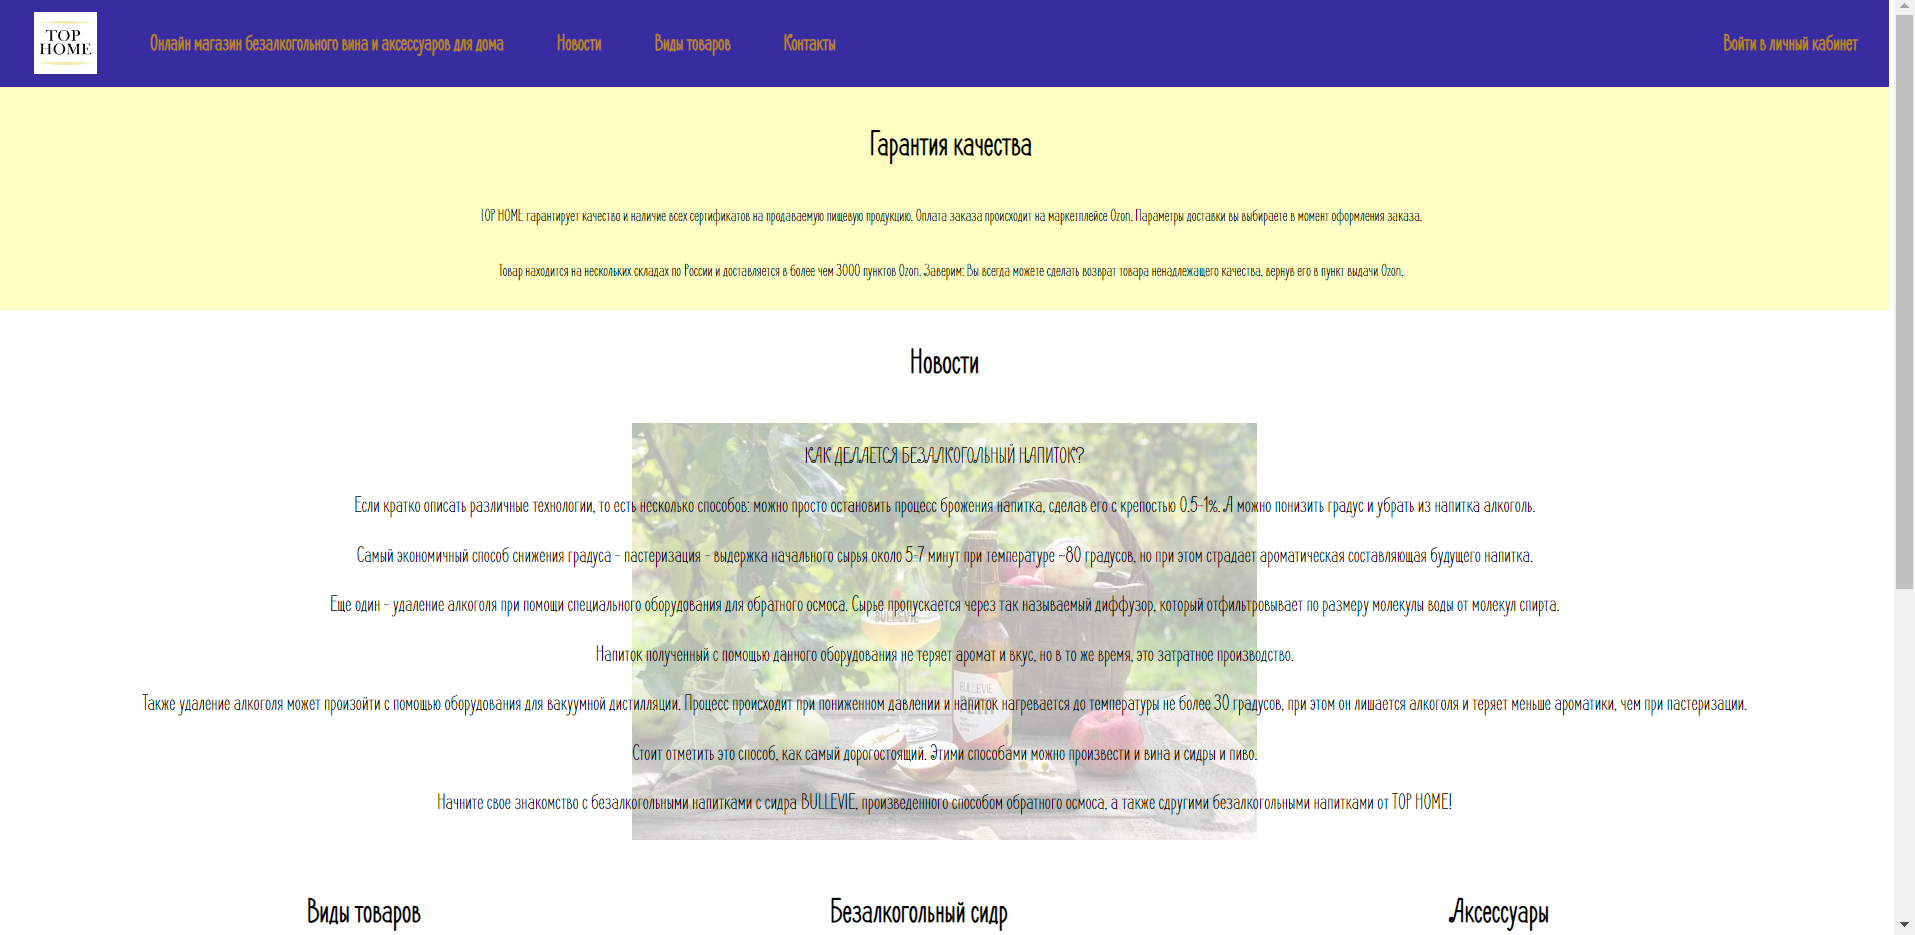 TOP
HOME
Онлайн магазин безалкогольного вина и аксессуаров для дома
Новости
Виды товаров
Контакты
Войти в личный кабинет
Гарантия качества
TOP HOME гарантирует качество и наличие всех сертификатов на продаваемую пищевую продукцию. Оплата заказа происходит на маркетплейсе Ozon. Параметры доставки вы выбираете в момент оформления заказа.
Товар находится на нескольких складах по России и доставляется в более чем 3000 пунктов Ozon. Заверим: Вы всегда можете сделать возврат товара ненадлежащего качества, вернув его в пункт выдачи Ozon.
Новости
КАК ДЕЛАЕТСЯ БЕЗАЛКОГОЛЬНЫЙ НАПИТОК?
Если кратко описать различные технологии, то есть несколько способов: можно просто остановить процесс брожения напитка, сделав его с крепостью 0.5-1%. А можно понизить градус и убрать из напитка алкоголь.
Самый экономичный способ снижения градуса - пастеризация - выдержка начального сырья около 5-7 минут при температуре ~80 градусов, но при этом страдает ароматическая составляющая будущего напитка.
Еще один - удаление алкоголя при помощи специального оборудования для обратного осмоса. Сырье пропускается через так называемый диффузор, который отфильтровывает по размеру молекулы воды от молекул спирта.
BULLEVIE
Напиток полученный с помощью данного оборудования не теряет аромат и вкус, но в то же время, это затратное производство.
BULLEVIE
PETIT
Также удаление алкоголя может произойти с помощью оборудования для вакуумной дистилляции. Процесс происходит при пониженном давлении и напиток нагревается до температуры не более 30 градусов, при этом он лишается алкоголя и теряет меньше ароматики, чем при пастеризации.
Стоит отметить это способ, как самый дорогостоящий. Этими способами можно произвести и вина и сидры и пиво.
Начните свое знакомство с безалкогольными напитками с сидра BULLEVIE, произведенного способом обратного осмоса, а также сдругими безалкогольными напитками от TOP HOME!
Виды товаров
Безалкогольный сидр
Аксессуары